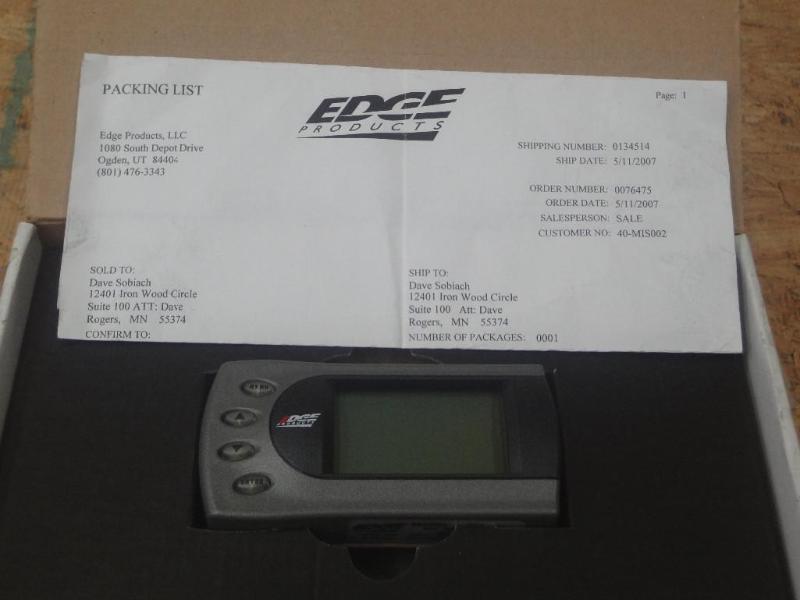 PACKING LIST
EDGE
PRODUCTS
Page: 1
Edge Products, LLC
1080 South Depot Drive
Ogden, UT 84404
(801) 476-3343
SHIPPING NUMBER: 0134514
SHIP DATE: 5/11/2007
ORDER NUMBER: 0076475
ORDER DATE: 5/11/2007
SALESPERSON: SALE
CUSTOMER NO: 40-MIS002
SOLD TO:
Dave Sobiach
12401 Iron Wood Circle
Suite 100 ATT: Dave
Rogers, MN 55374
CONFIRM TO:
SHIP TO:
Dave Sobiach
12401 Iron Wood Circle
Suite 100 Att: Dave
Rogers, MN 55374
NUMBER OF PACKAGES: 0001
EDGE
PRODUCTS
ENTER
EDGE